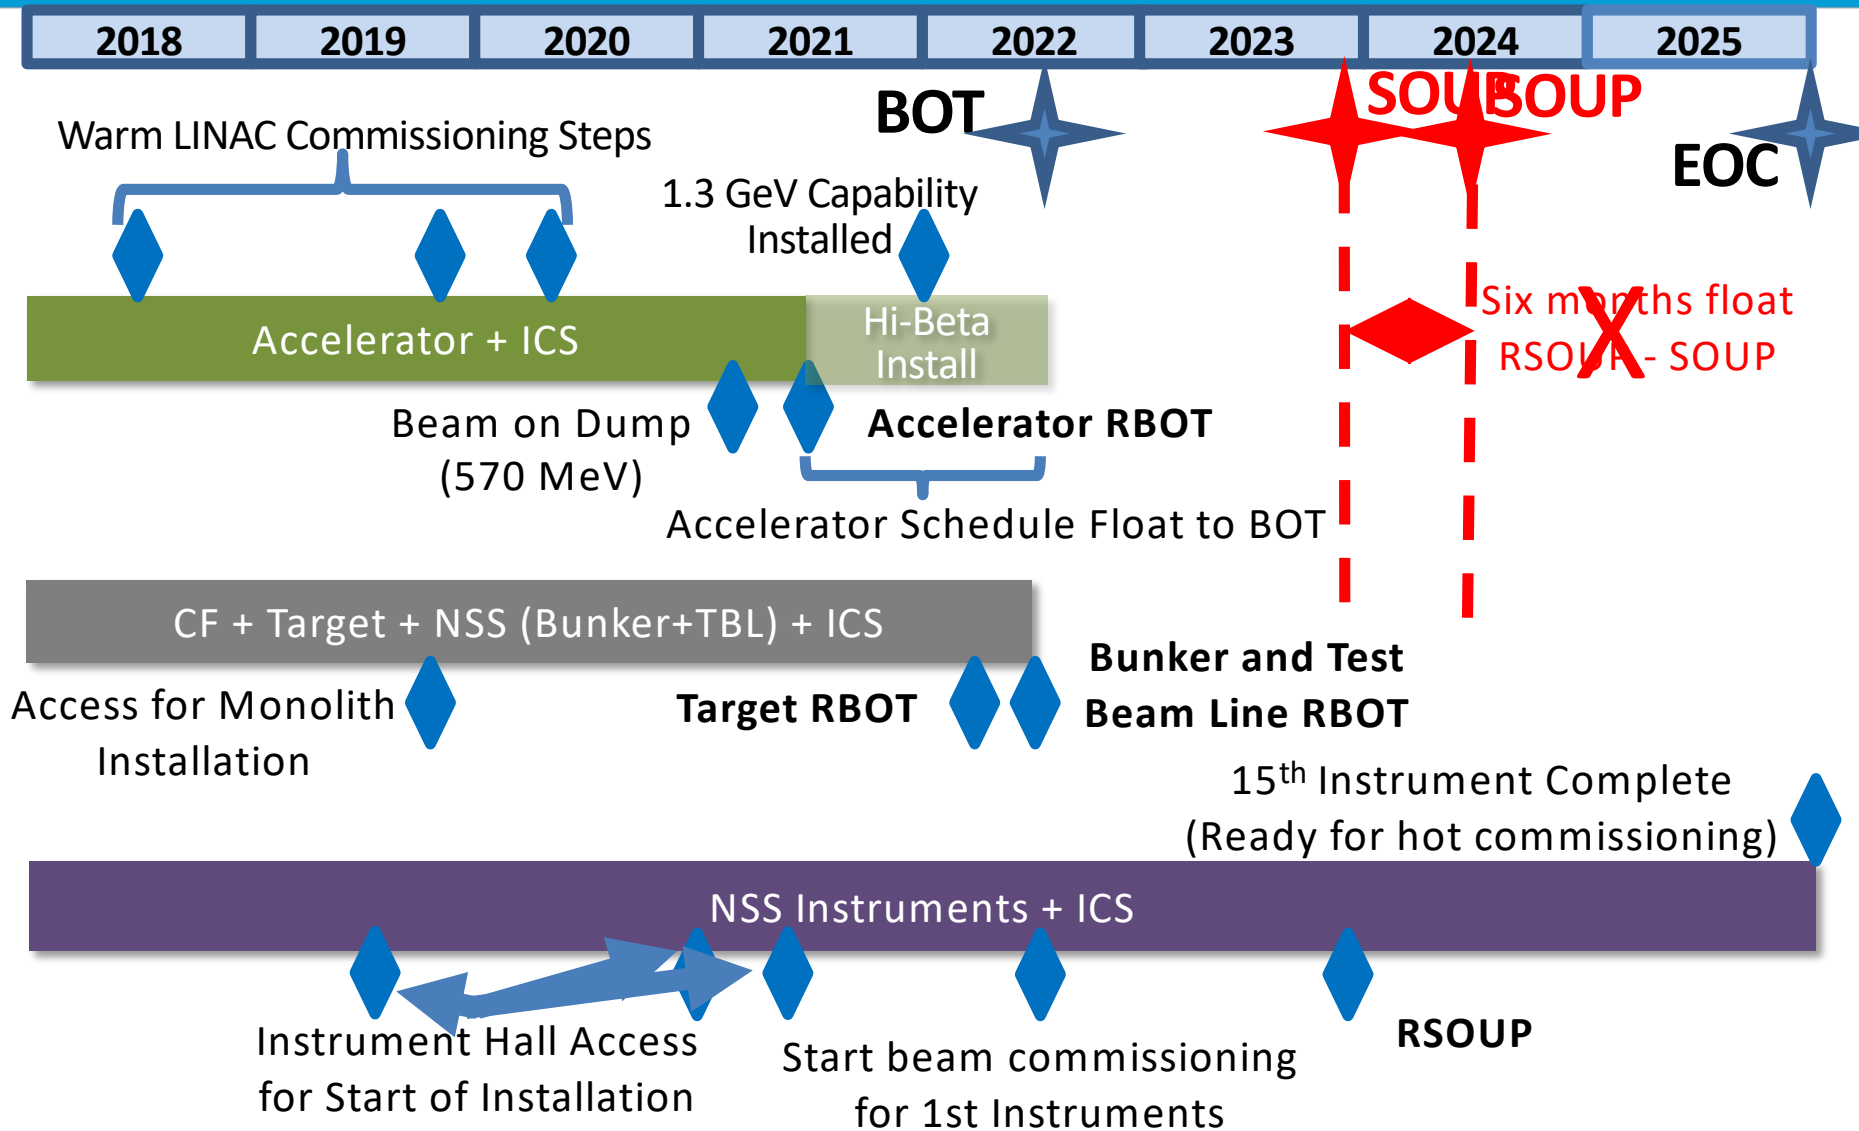 2018 2019 2020 2021 2022 2023 2024 2025
BOT
SOUP
SOUP
EOC
Warm LINAC Commissioning Steps
1.3 GeV Capability
Installed
Accelerator + ICS
Hi-Beta
Install
Six months float
RSOUP - SOUP
X
Beam on Dump
(570 MeV)
Accelerator RBOT
Accelerator Schedule Float to BOT
CF + Target + NSS (Bunker+TBL) + ICS
Access for Monolith
Installation
Target RBOT
Bunker and Test
Beam Line RBOT
15th Instrument Complete
(Ready for hot commissioning)
NSS Instruments + ICS
Instrument Hall Access
for Start of Installation
Start beam commissioning
for 1st Instruments
RSOUP